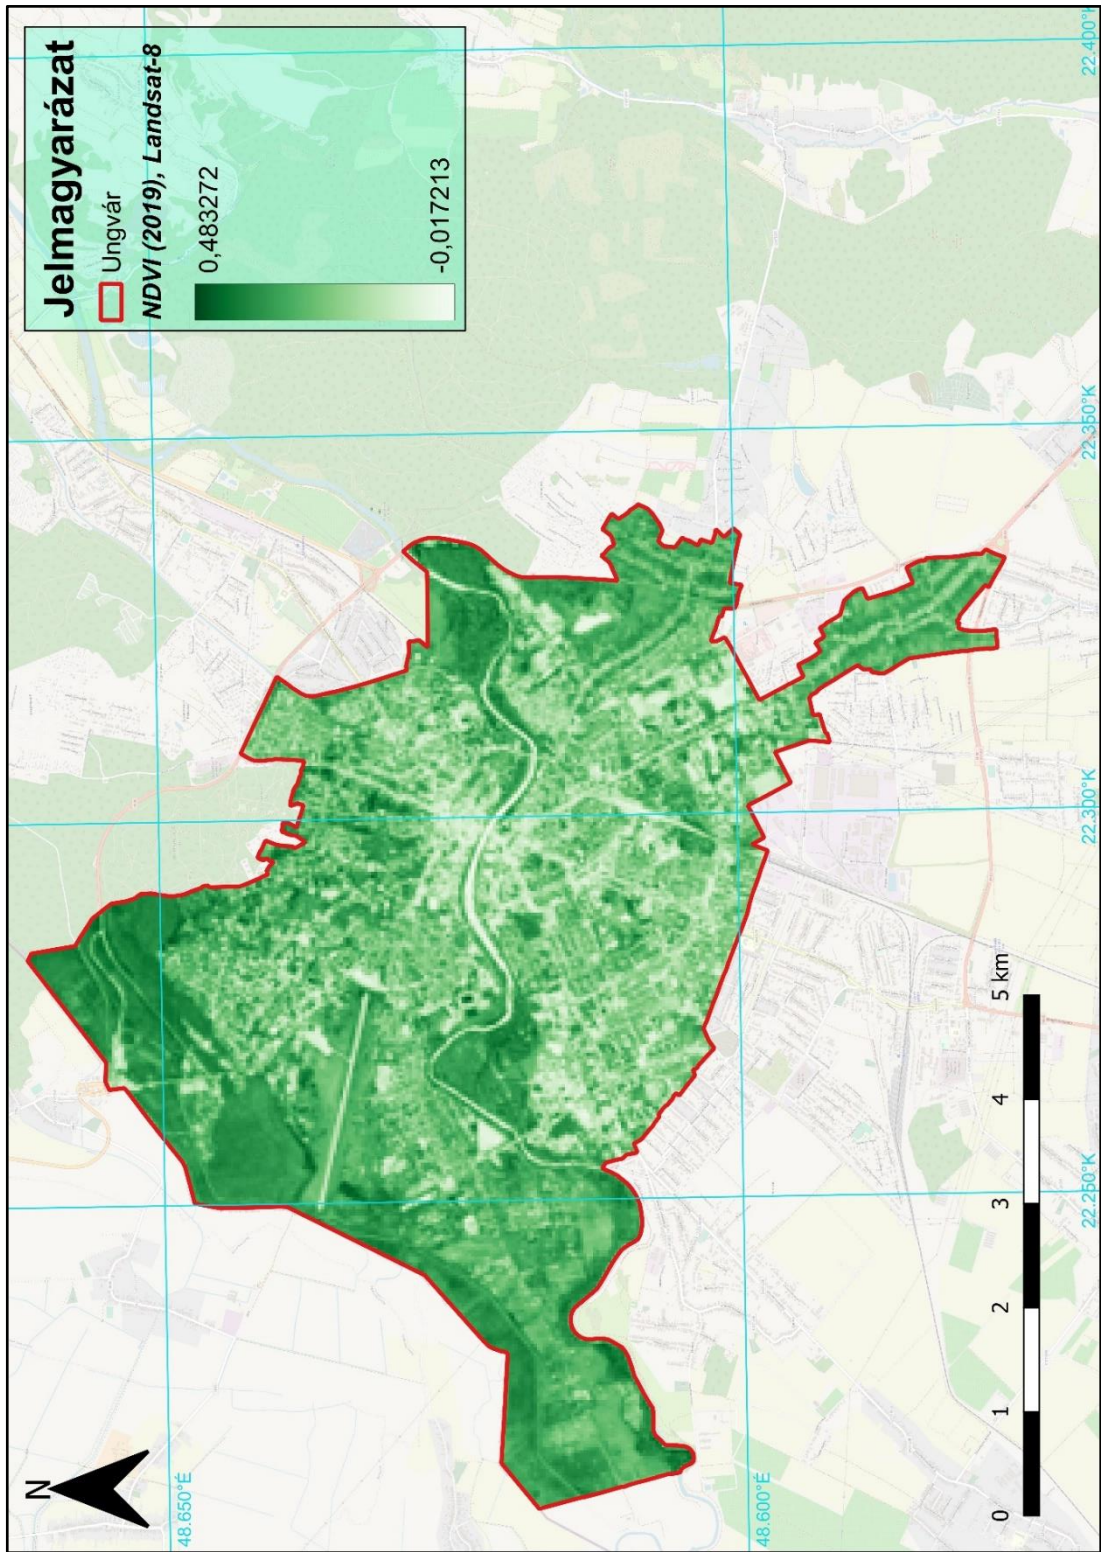 Jelmagyarázat
Ungvár
NDVI (2019), Landsat-8
0,483272
-0,017213
N
48.650°É
48.600°É
22.250°K
22.300°K
22.350°K
22.400°K
0 1 2 3 4 5 km